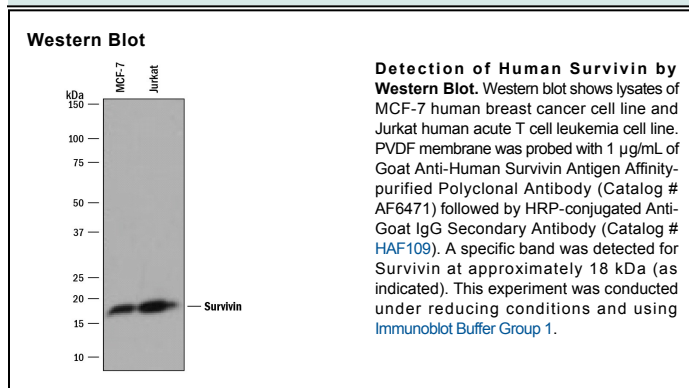 Western Blot
MCF-7
Jurkat
kDa
150
100
75
50
37
25
20
15
10
Survivin
Detection of Human Survivin by
Western Blot. Western blot shows lysates of
MCF-7 human breast cancer cell line and
Jurkat human acute T cell leukemia cell line.
PVDF membrane was probed with 1 µg/mL of
Goat Anti-Human Survivin Antigen Affinity-
purified Polyclonal Antibody (Catalog #
AF6471) followed by HRP-conjugated Anti-
Goat IgG Secondary Antibody (Catalog #
HAF109). A specific band was detected for
Survivin at approximately 18 kDa (as
indicated). This experiment was conducted
under reducing conditions and using
Immunoblot Buffer Group 1.